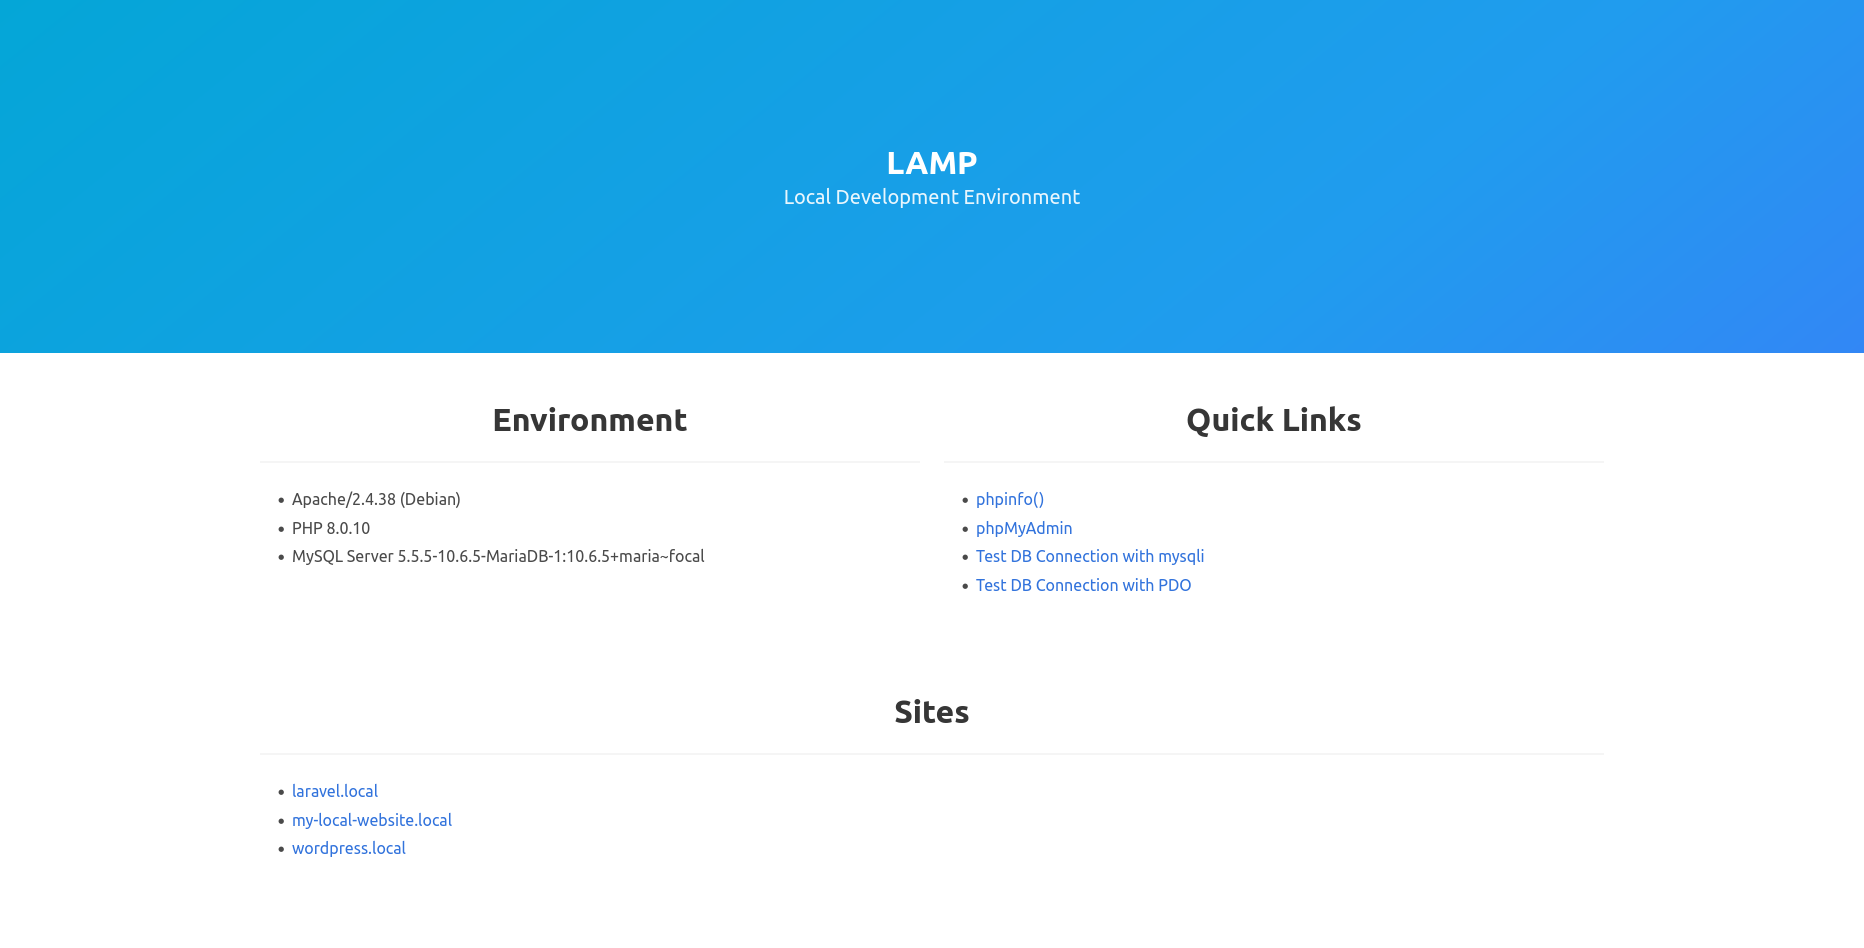 LAMP
Local Development Environment
Environment
• Apache/2.4.38 (Debian)
• PHP 8.0.10
• MySQL Server 5.5.5-10.6.5-MariaDB-1:10.6.5+maria~focal
Quick Links
• phpinfo()
• phpMyAdmin
• Test DB Connection with mysqli
• Test DB Connection with PDO
Sites
• laravel.local
• my-local-website.local
• wordpress.local